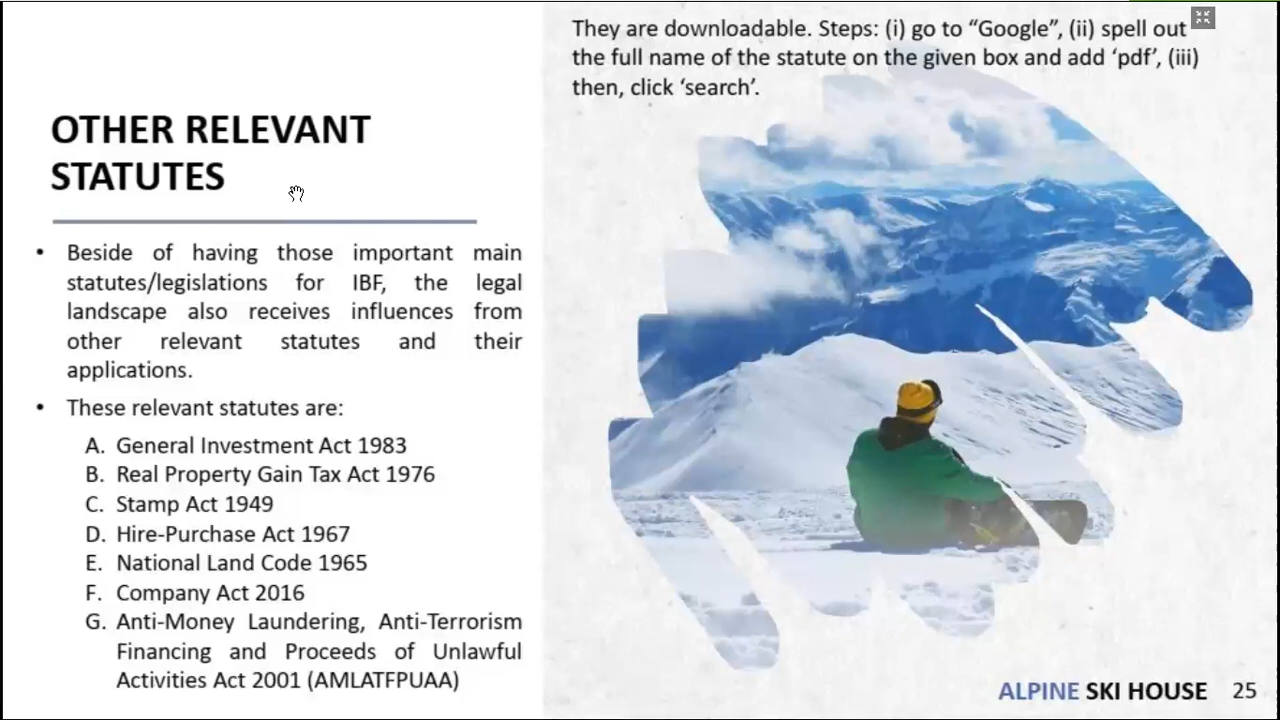 They are downloadable. Steps: (i) go to “Google”, (ii) spell out
the full name of the statute on the given box and add ‘pdf’, (iii)
then, click ‘search’.
OTHER RELEVANT
STATUTES
• Beside of having those important main
statutes/legislations for IBF, the legal
landscape also receives influences from
other relevant statutes and their
applications.
• These relevant statutes are:
A. General Investment Act 1983
B. Real Property Gain Tax Act 1976
C. Stamp Act 1949
D. Hire-Purchase Act 1967
E. National Land Code 1965
F. Company Act 2016
G. Anti-Money Laundering, Anti-Terrorism
Financing and Proceeds of Unlawful
Activities Act 2001 (AMLATFPUAA)
ALPINE SKI HOUSE 25